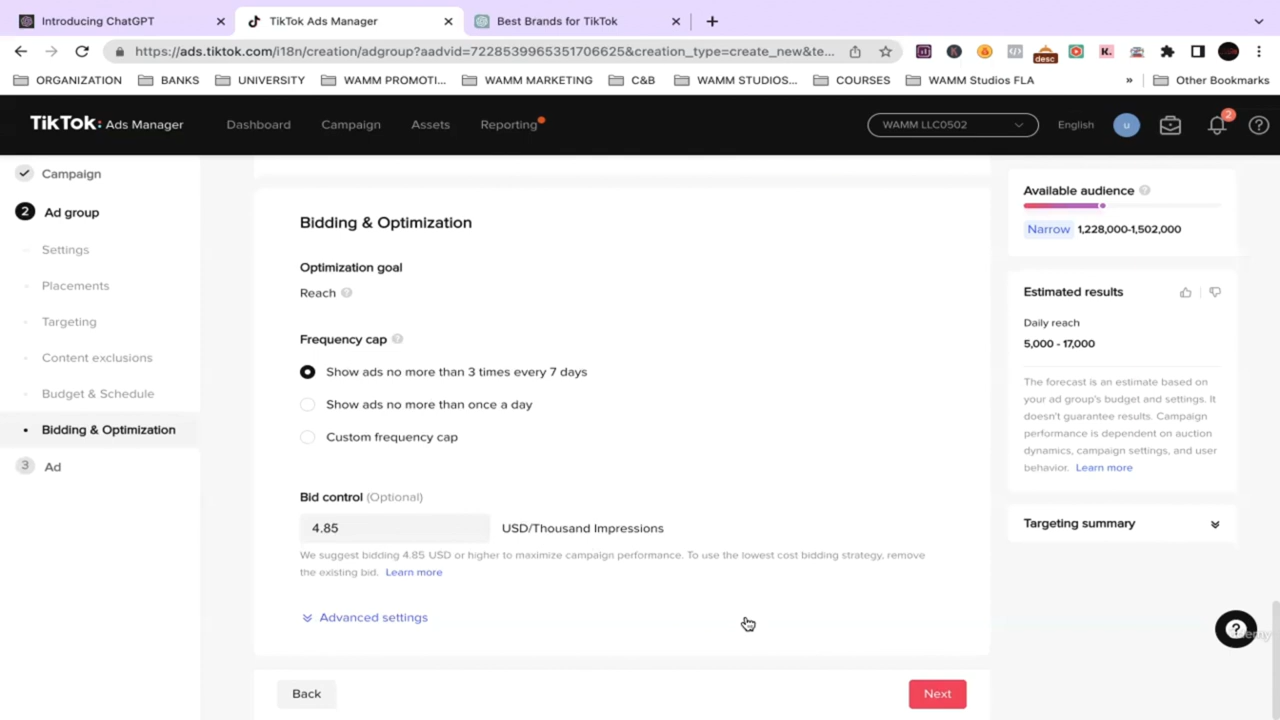 Introducing ChatGPT
TikTok Ads Manager
Best Brands for TikTok
https://ads.tiktok.com/i18n/creation/adgroup?aadvid=7228539965351706625&creation_type=create_new&te...
K.
desc
ORGANIZATION
BANKS
UNIVERSITY
WAMM PROMOTI...
WAMM MARKETING
C&B
WAMM STUDIOS...
COURSES
WAMM Studios FLA
»
Other Bookmarks
TikTok: Ads Manager
Dashboard
Campaign
Assets
Reporting
WAMM LLC0502
English
u
2
?
Campaign
2 Ad group
Settings
Placements
Targeting
Content exclusions
Budget & Schedule
Bidding & Optimization
3 Ad
Bidding & Optimization
Optimization goal
Reach ?
Frequency cap ?
Show ads no more than 3 times every 7 days
Show ads no more than once a day
Custom frequency cap
Bid control (Optional)
4.85 USD/Thousand Impressions
We suggest bidding 4.85 USD or higher to maximize campaign performance. To use the lowest cost bidding strategy, remove
the existing bid. Learn more
Advanced settings
Back
Next
Available audience ?
Narrow 1,228,000-1,502,000
Estimated results
Daily reach
5,000 - 17,000
The forecast is an estimate based on
your ad group's budget and settings. It
doesn't guarantee results. Campaign
performance is dependent on auction
dynamics, campaign settings, and user
behavior. Learn more
Targeting summary
?